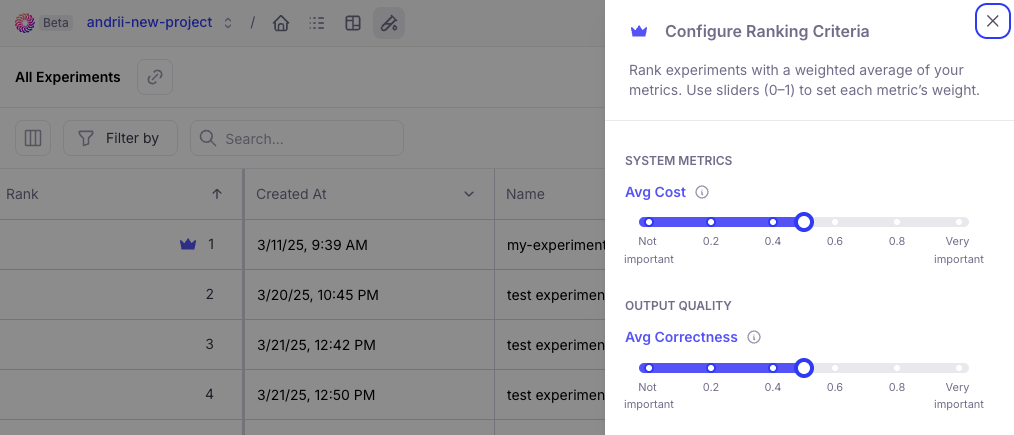 Beta andrii-new-project /
All Experiments
Filter by Search...
Rank Created At Name
1 3/11/25, 9:39 AM my-experiment
2 3/20/25, 10:45 PM test experimen
3 3/21/25, 12:42 PM test experimen
4 3/21/25, 12:50 PM test experimen
Configure Ranking Criteria
Rank experiments with a weighted average of your
metrics. Use sliders (0–1) to set each metric’s weight.
SYSTEM METRICS
Avg Cost
Not 0.2 0.4 0.6 0.8 Very
important important
OUTPUT QUALITY
Avg Correctness
Not 0.2 0.4 0.6 0.8 Very
important important